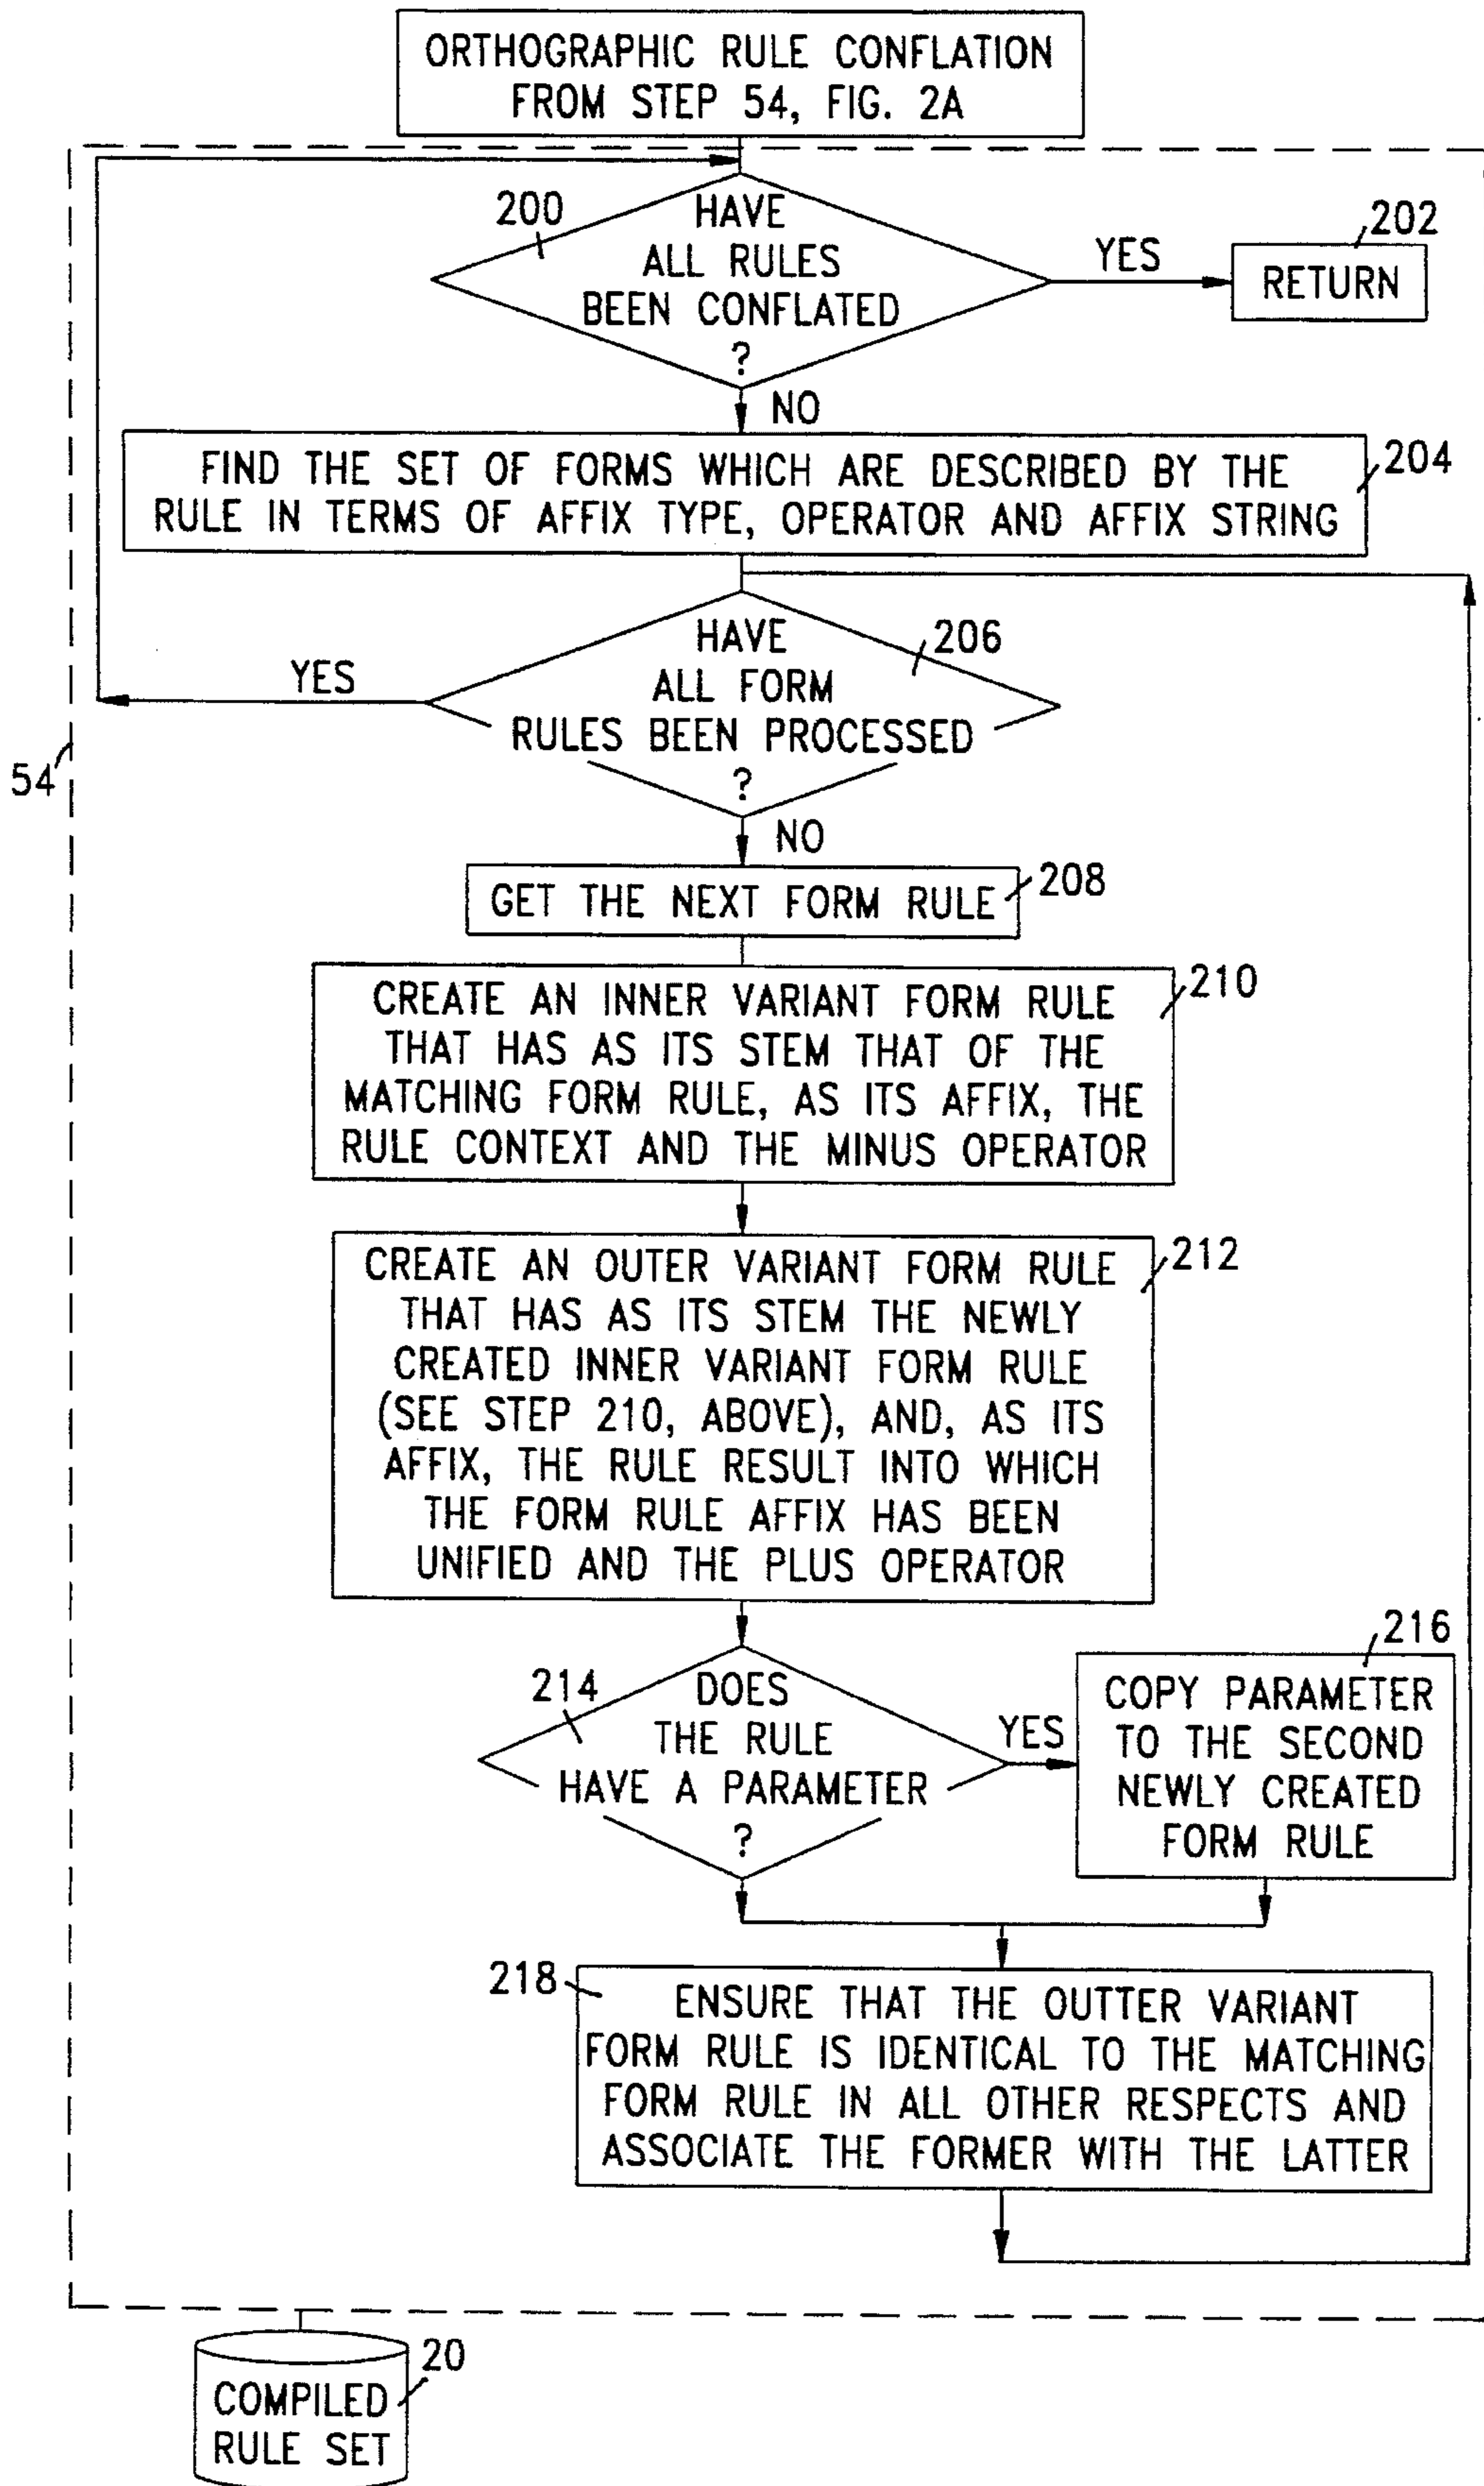 ORTHOGRAPHIC RULE CONFLATION
FROM STEP 54, FIG. 2A
200
HAVE
ALL RULES
BEEN CONFLATED
?
YES
202
RETURN
NO
FIND THE SET OF FORMS WHICH ARE DESCRIBED BY THE
RULE IN TERMS OF AFFIX TYPE, OPERATOR AND AFFIX STRING
204
HAVE
ALL FORM
RULES BEEN PROCESSED
?
206
YES
54
NO
GET THE NEXT FORM RULE
208
CREATE AN INNER VARIANT FORM RULE
THAT HAS AS ITS STEM THAT OF THE
MATCHING FORM RULE, AS ITS AFFIX, THE
RULE CONTEXT AND THE MINUS OPERATOR
210
CREATE AN OUTER VARIANT FORM RULE
THAT HAS AS ITS STEM THE NEWLY
CREATED INNER VARIANT FORM RULE
(SEE STEP 210, ABOVE), AND, AS ITS
AFFIX, THE RULE RESULT INTO WHICH
THE FORM RULE AFFIX HAS BEEN
UNIFIED AND THE PLUS OPERATOR
212
214
DOES
THE RULE
HAVE A PARAMETER
?
YES
216
COPY PARAMETER
TO THE SECOND
NEWLY CREATED
FORM RULE
218
ENSURE THAT THE OUTTER VARIANT
FORM RULE IS IDENTICAL TO THE MATCHING
FORM RULE IN ALL OTHER RESPECTS AND
ASSOCIATE THE FORMER WITH THE LATTER
20
COMPILED
RULE SET